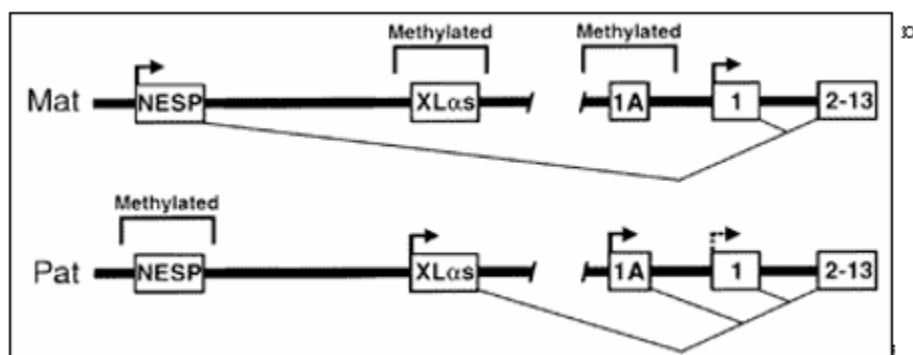 Methylated Methylated
Mat NESP XLαs 1A 1 2-13
Methylated
Pat NESP XLαs 1A 1 2-13